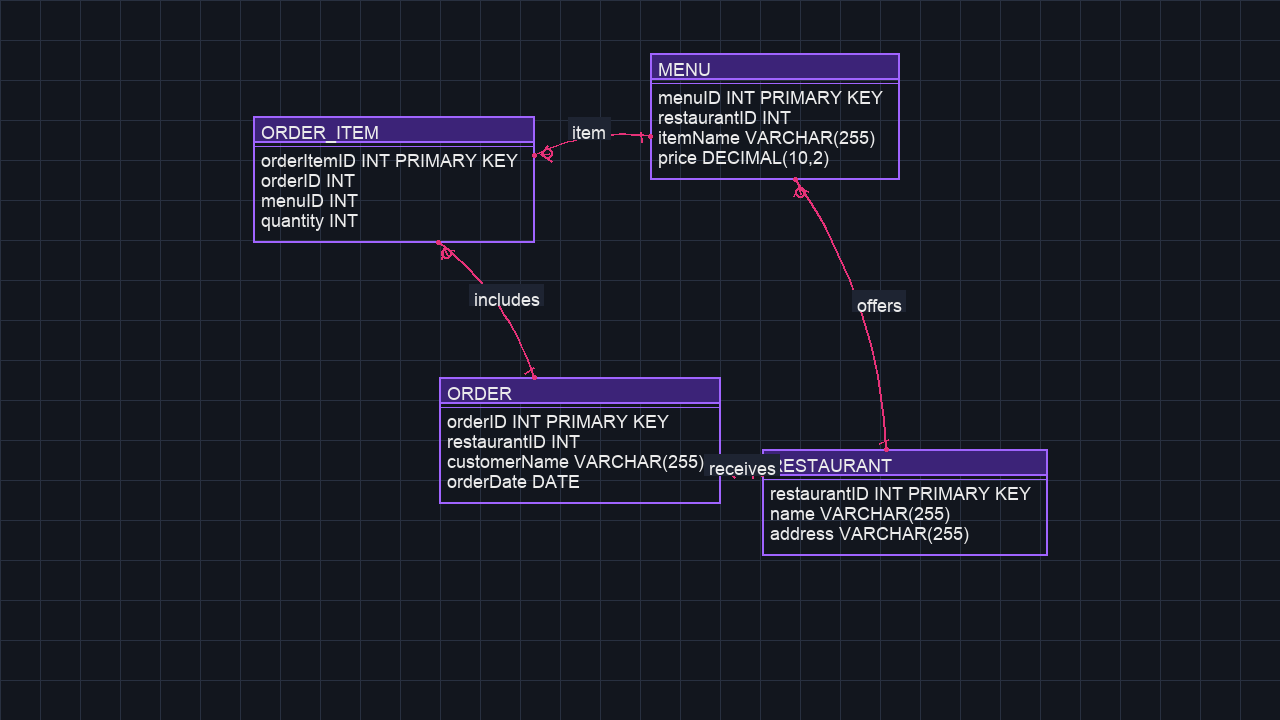 MENU
menuID INT PRIMARY KEY
restaurantID INT
itemName VARCHAR(255)
price DECIMAL(10,2)
ORDER_ITEM
orderItemID INT PRIMARY KEY
orderID INT
menuID INT
quantity INT
item
includes
offers
ORDER
orderID INT PRIMARY KEY
restaurantID INT
customerName VARCHAR(255)
orderDate DATE
receives
RESTAURANT
restaurantID INT PRIMARY KEY
name VARCHAR(255)
address VARCHAR(255)